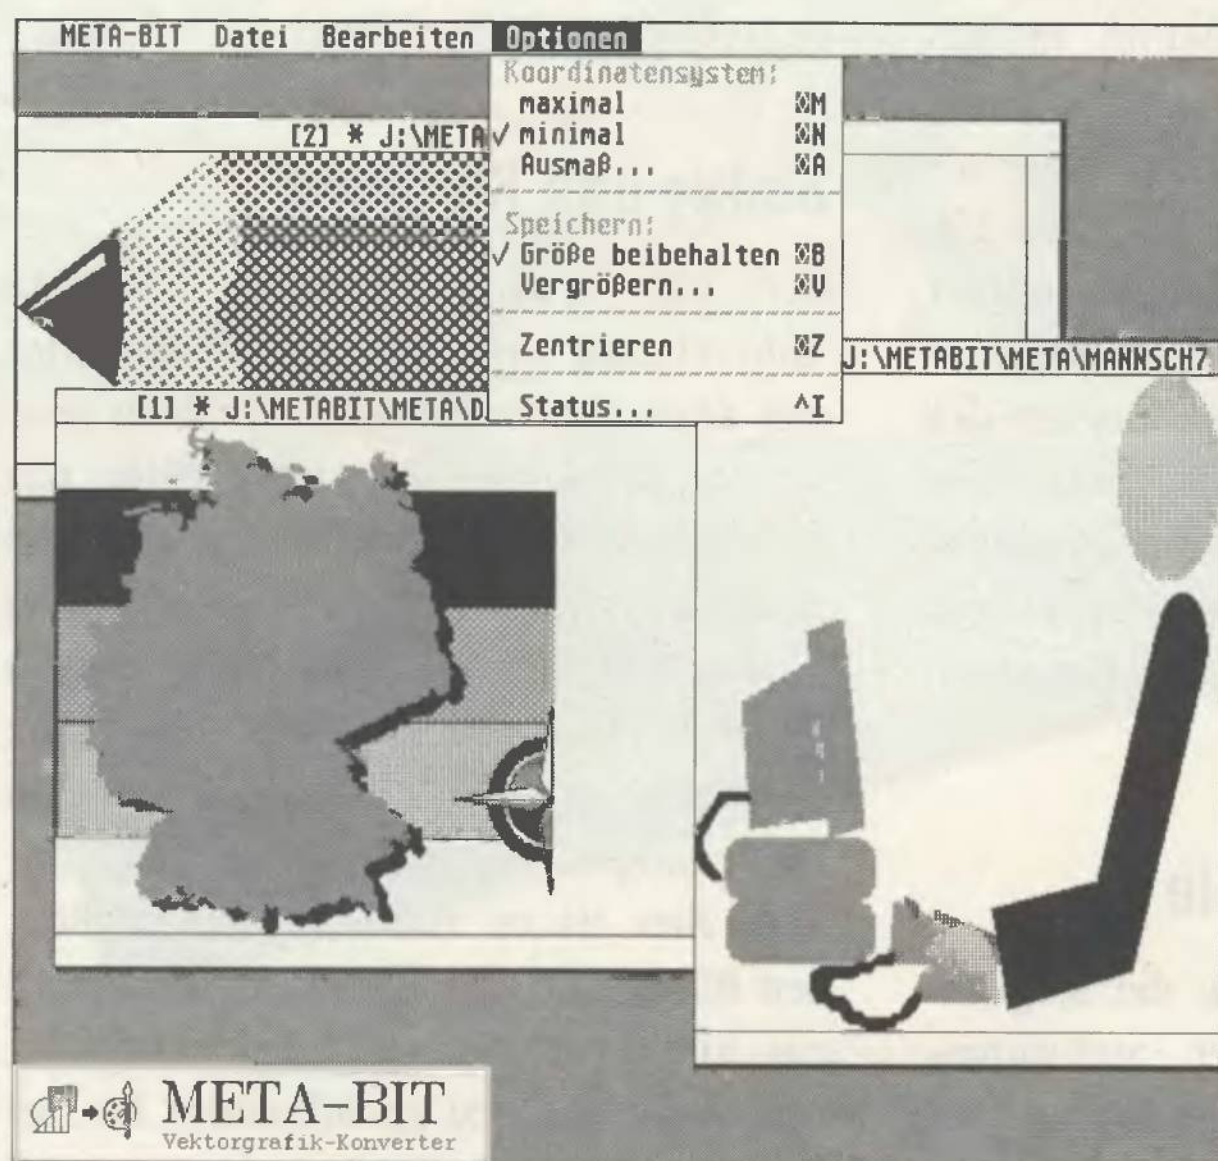 META-BIT Datei Bearbeiten Optionen
Koordinatensystem:
maximal M
✓ minimal N
Ausmaß... A
Speichern:
✓ Größe beibehalten B
Vergrößern... V
Zentrieren Z
Status... ^I
[2] * J:\META
J:\METABIT\META\MANNSCH7
[1] * J:\METABIT\META\D
META-BIT
Vektorgrafik-Konverter